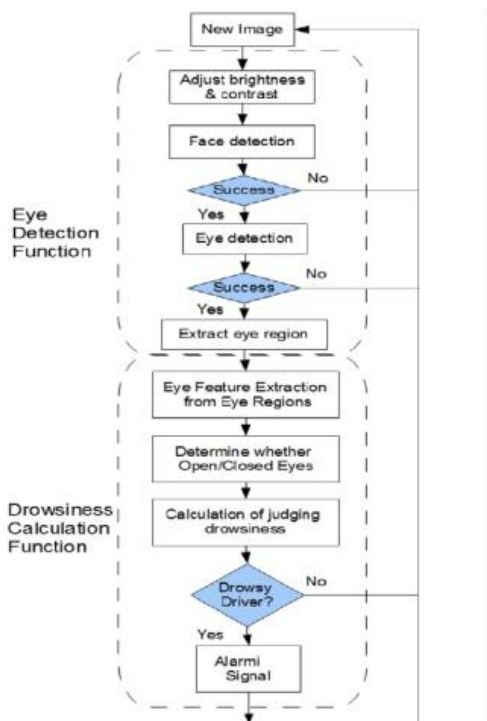 New Image
Adjust brightness
& contrast
Face detection
Success
No
Yes
Eye
Detection
Function
Eye detection
Success
No
Yes
Extract eye region
Eye Feature Extraction
from Eye Regions
Determine whether
Open/Closed Eyes
Drowsiness
Calculation
Function
Calculation of judging
drowsiness
Drowsy
Driver?
No
Yes
Alarmi
Signal